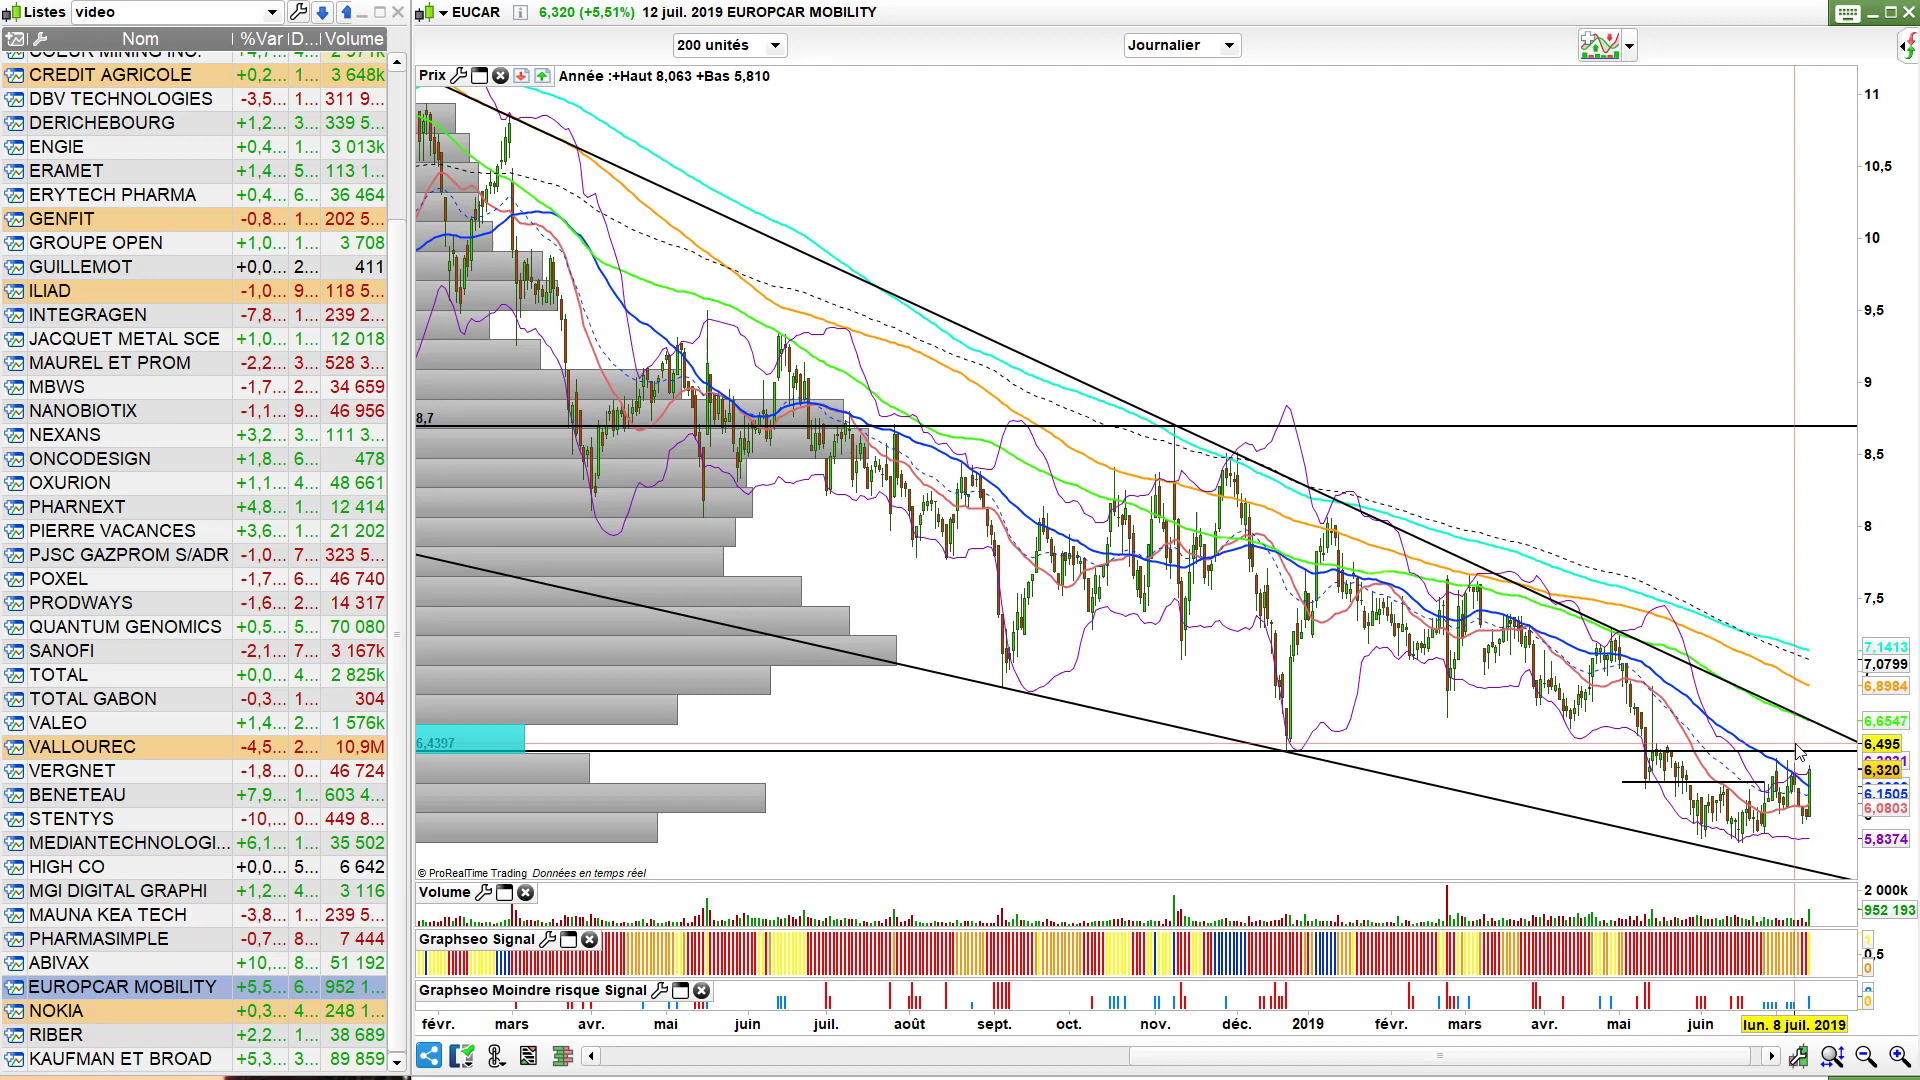 Listes video
EUCAR 6,320 (+5,51%) 12 juil. 2019 EUROPCAR MOBILITY
Nom %Var D... Volume
200 unités Journalier
Prix Année :+Haut 8,063 +Bas 5,810
CREDIT AGRICOLE +0,2... 1... 3 648k
DBV TECHNOLOGIES -3,5... 1... 311 9...
DERICHEBOURG +1,2... 3... 339 5...
ENGIE +0,4... 1... 3 013k
ERAMET +1,4... 5... 113 1...
ERYTECH PHARMA +0,4... 6... 36 464
GENFIT -0,8... 1... 202 5...
GROUPE OPEN +1,0... 1... 3 708
GUILLEMOT +0,0... 2... 411
ILIAD -1,0... 9... 118 5...
INTEGRAGEN -7,8... 1... 239 2...
JACQUET METAL SCE +1,0... 1... 12 018
MAUREL ET PROM -2,2... 3... 528 3...
MBWS -1,7... 2... 34 659
NANOBIOTIX -1,1... 9... 46 956
NEXANS +3,2... 3... 111 3...
ONCODESIGN +1,8... 6... 478
OXURION +1,1... 4... 48 661
PHARNEXT +4,8... 1... 12 414
PIERRE VACANCES +3,6... 1... 21 202
PJSC GAZPROM S/ADR -1,0... 7... 323 5...
POXEL -1,7... 6... 46 740
PRODWAYS -1,6... 2... 14 317
QUANTUM GENOMICS +0,5... 5... 70 080
SANOFI -2,1... 7... 3 167k
TOTAL +0,0... 4... 2 825k
TOTAL GABON -0,3... 1... 304
VALEO +1,4... 2... 1 576k
VALLOUREC -4,5... 2... 10,9M
VERGNET -1,8... 0... 46 724
BENETEAU +7,9... 1... 603 4...
STENTYS -10,... 0... 449 8...
MEDIANTECHNOLOGI... +6,1... 1... 35 502
HIGH CO +0,0... 5... 6 642
MGI DIGITAL GRAPHI +1,2... 4... 3 116
MAUNA KEA TECH -3,8... 1... 239 5...
PHARMASIMPLE -0,7... 8... 7 444
ABIVAX +10,... 8... 51 192
EUROPCAR MOBILITY +5,5... 6... 952 1...
NOKIA +0,3... 4... 248 1...
RIBER +2,2... 1... 38 689
KAUFMAN ET BROAD +5,3... 3... 89 859
11
10,5
10
9,5
9
8,7
8,5
8
7,5
7,1413
7,0799
6,8984
6,6547
6,4397
6,495
6,320
6,1505
6,0803
5,8374
© ProRealTime Trading Données en temps réel
Volume
2 000k
952 193
Graphseo Signal
1
0,5
0
Graphseo Moindre risque Signal
0
févr. mars avr. mai juin juil. août sept. oct. nov. déc. 2019 févr. mars avr. mai juin lun. 8 juil. 2019